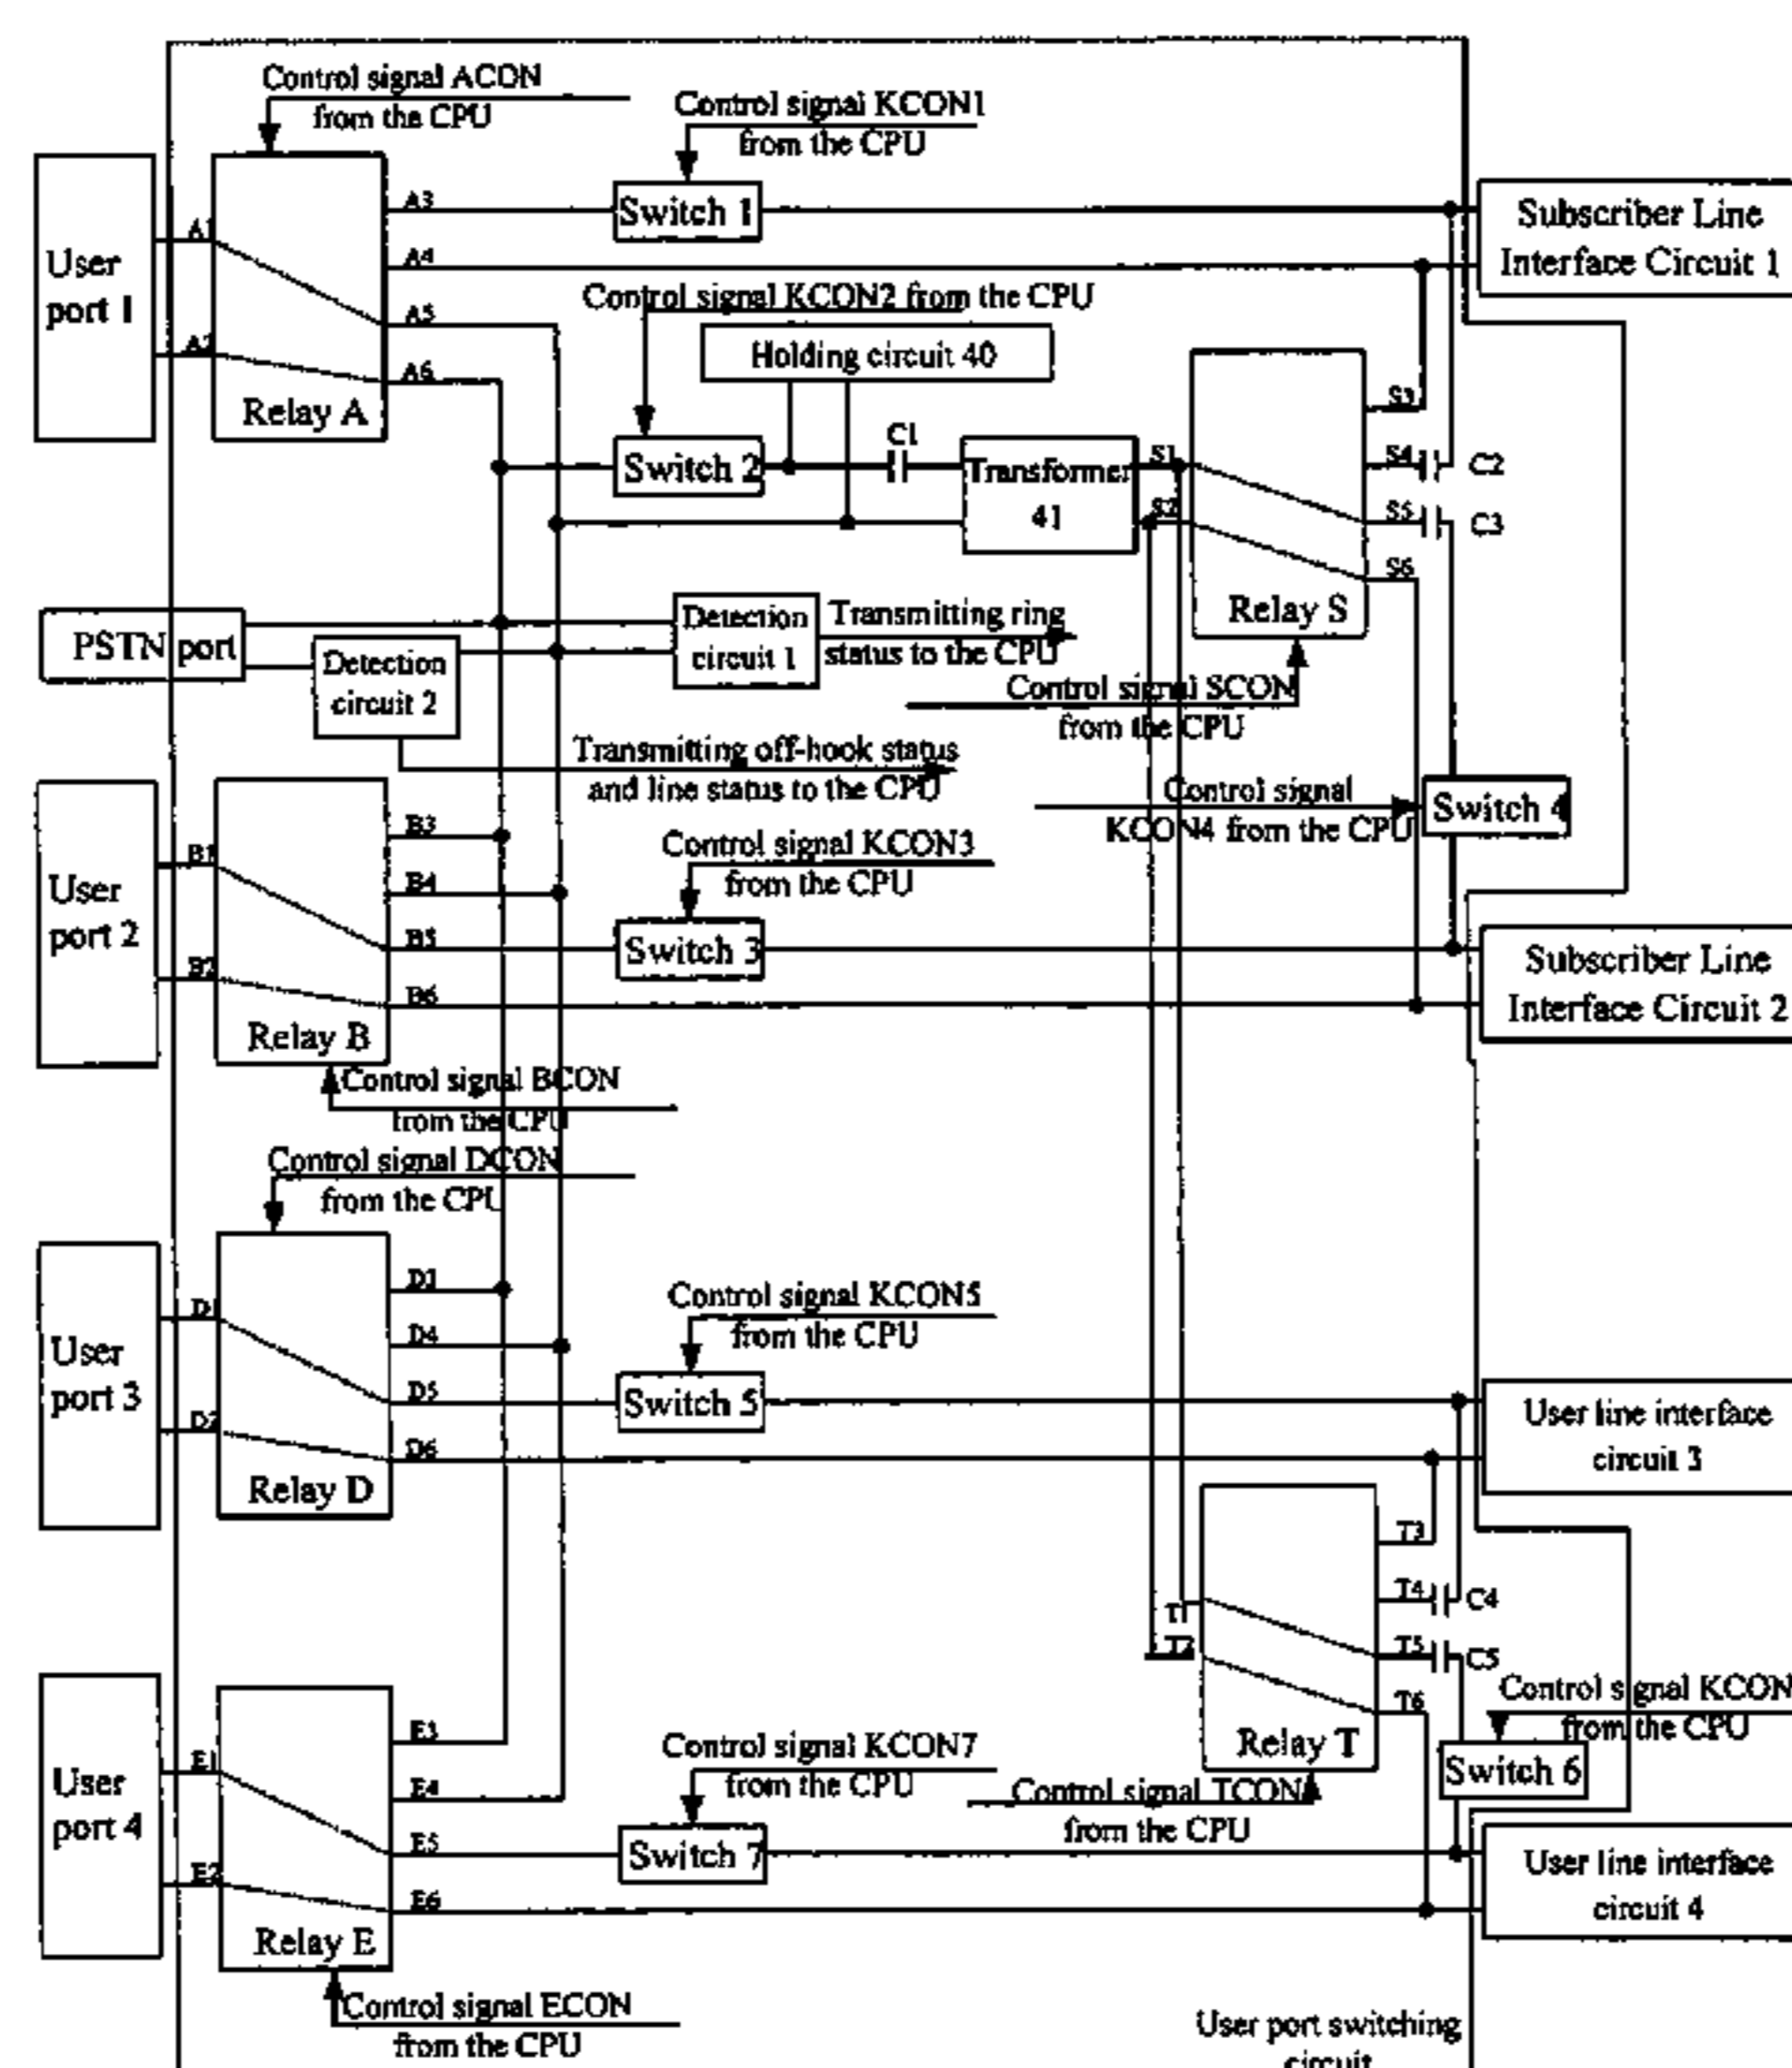 Control signal ACON
from the CPU
Control signal KCON1
from the CPU
User
port 1
A1
A2
Relay A
A3
A4
A5
A6
Switch 1
Subscriber Line
Interface Circuit 1
Control signal KCON2 from the CPU
Holding circuit 40
Switch 2
C1
Transformer
41
S1
S2
S3
S4
S5
S6
C2
C3
Relay S
PSTN port
Detection
circuit 2
Detection
circuit 1
Transmitting ring
status to the CPU
Control signal SCON
from the CPU
Transmitting off-hook status
and line status to the CPU
Control signal
KCON4 from the CPU
Switch 4
User
port 2
B1
B2
Relay B
B3
B4
B5
B6
Control signal KCON3
from the CPU
Switch 3
Subscriber Line
Interface Circuit 2
Control signal BCON
from the CPU
Control signal DCON
from the CPU
User
port 3
D1
D2
Relay D
D4
D5
D6
Control signal KCON5
from the CPU
Switch 5
User line interface
circuit 3
T1
T2
T3
T4
T5
T6
C4
C5
Relay T
Control signal KCON
from the CPU
Switch 6
Control signal TCON
from the CPU
User
port 4
E1
E2
Relay E
E3
E4
E5
E6
Control signal KCON7
from the CPU
Switch 7
User line interface
circuit 4
Control signal ECON
from the CPU
User port switching
circuit